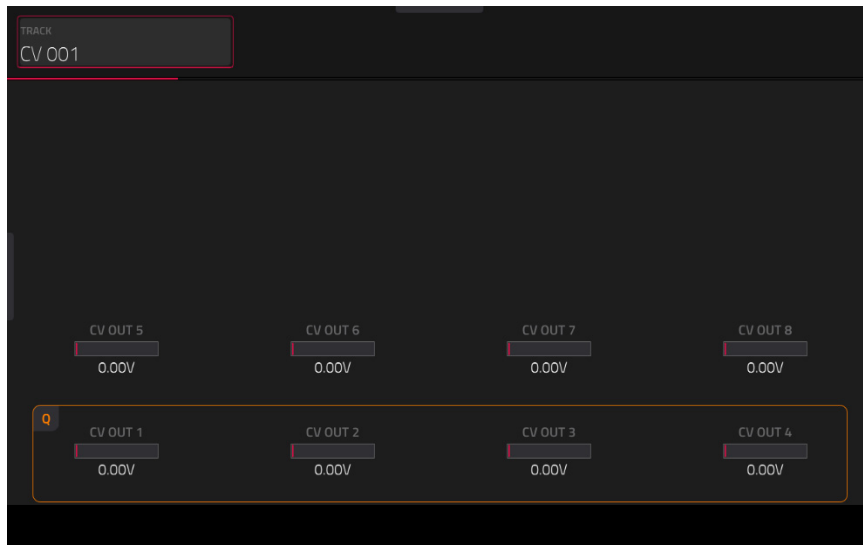 TRACK
CV 001
CV OUT 5 CV OUT 6 CV OUT 7 CV OUT 8
0.00V 0.00V 0.00V 0.00V
Q
CV OUT 1 CV OUT 2 CV OUT 3 CV OUT 4
0.00V 0.00V 0.00V 0.00V